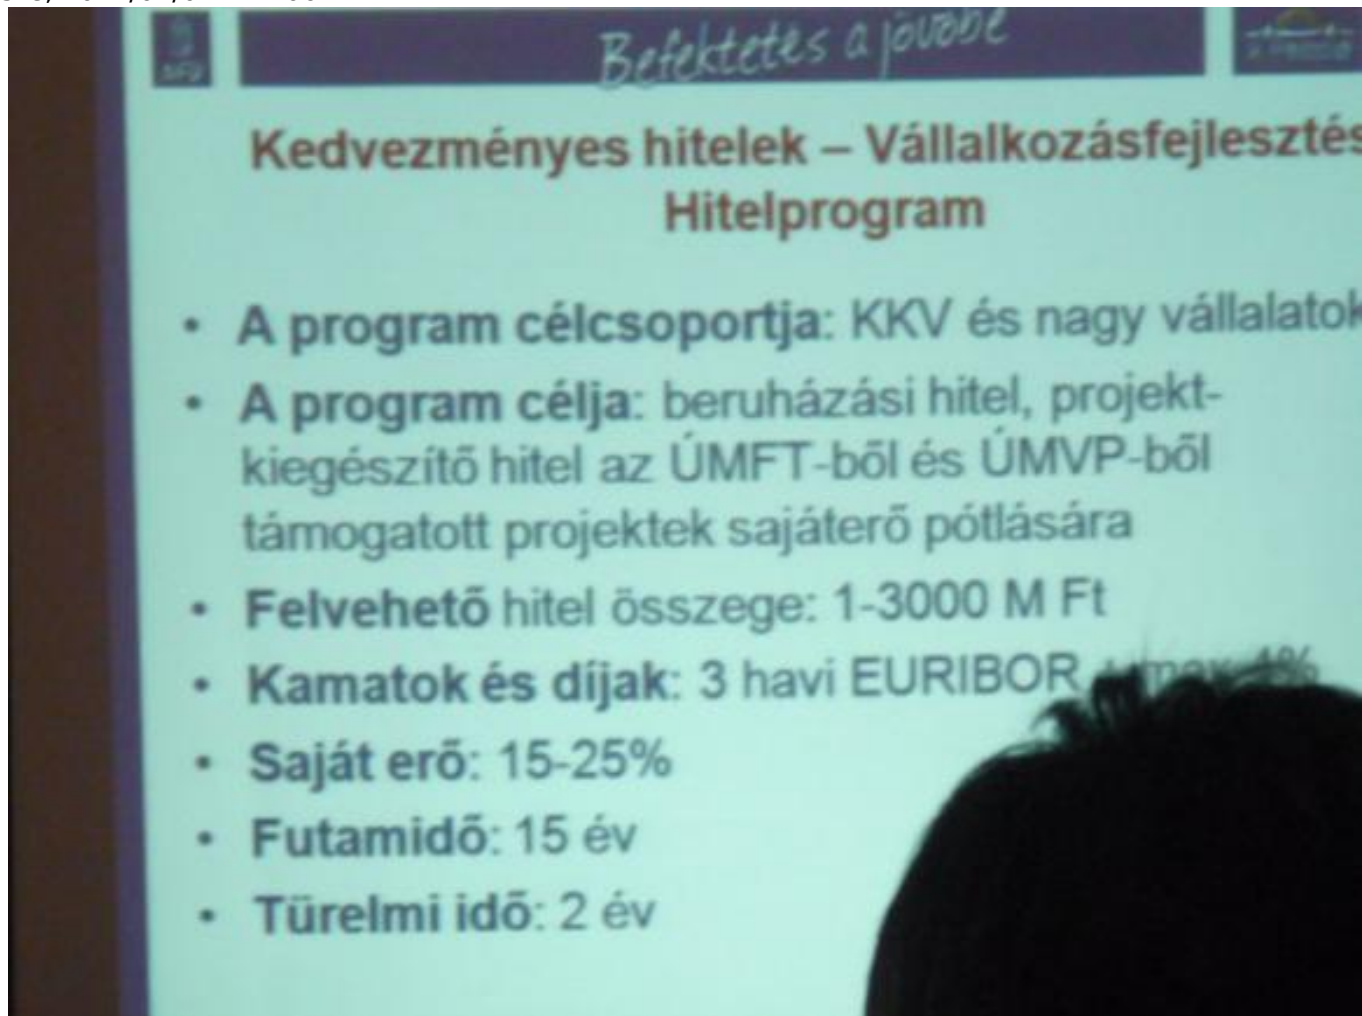 Befektetés a jövőbe
Kedvezményes hitelek – Vállalkozásfejlesztés
Hitelprogram
• A program célcsoportja: KKV és nagy vállalatok
• A program célja: beruházási hitel, projekt-
kiegészítő hitel az ÚMFT-ből és ÚMVP-ből
támogatott projektek sajáterő pótlására
• Felvehető hitel összege: 1-3000 M Ft
• Kamatok és díjak: 3 havi EURIBOR + max 4%
• Saját erő: 15-25%
• Futamidő: 15 év
• Türelmi idő: 2 év